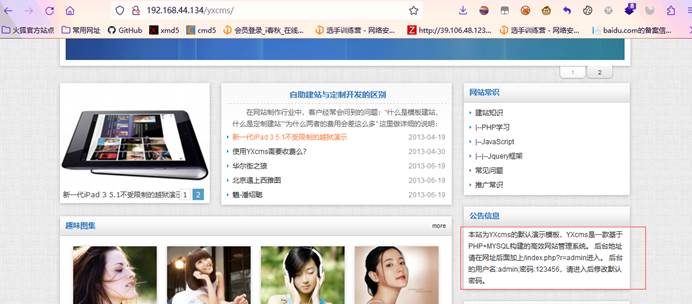 192.168.44.134/yxcms/
火狐官方站点 常用网址 GitHub xmd5 cmd5 会员登录_i春秋_在线... 选手训练营 - 网络安... http://39.106.48.123... 选手训练营 - 网络安... baidu.com的备案信...
1 2
新一代iPad 3 5.1不受限制的越狱演示 1 2
自助建站与定制开发的区别
在网站制作行业中，客户经常会问到的问题：“什么是模板建站，
什么是定制建站”“为什么两者的费用会差这么多” 这里做详细的说明：
新一代iPad 3 5.1不受限制的越狱演示 2013-04-19
使用YXcms需要收费么? 2013-04-30
华尔街之狼 2013-06-19
北京遇上西雅图 2013-06-19
魅-潘绍聪 2013-06-19
网站常识
建站知识
|--PHP学习
|--JavaScript
|--|--Jquery框架
常见问题
推广常识
公告信息
本站为YXcms的默认演示模板，YXcms是一款基于
PHP+MYSQL构建的高效网站管理系统。 后台地址
请在网址后面加上/index.php?r=admin进入。 后台
的用户名:admin;密码:123456，请进入后修改默认
密码。
趣味图集 more